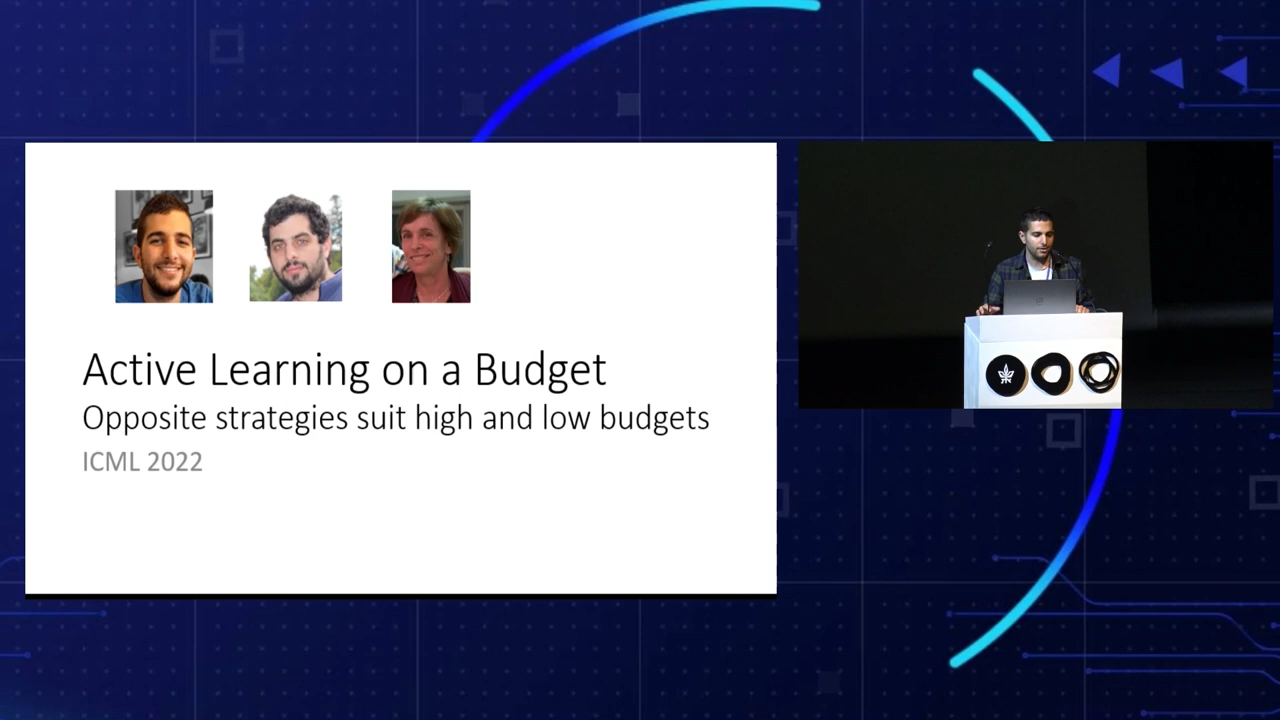 Active Learning on a Budget
Opposite strategies suit high and low budgets
ICML 2022